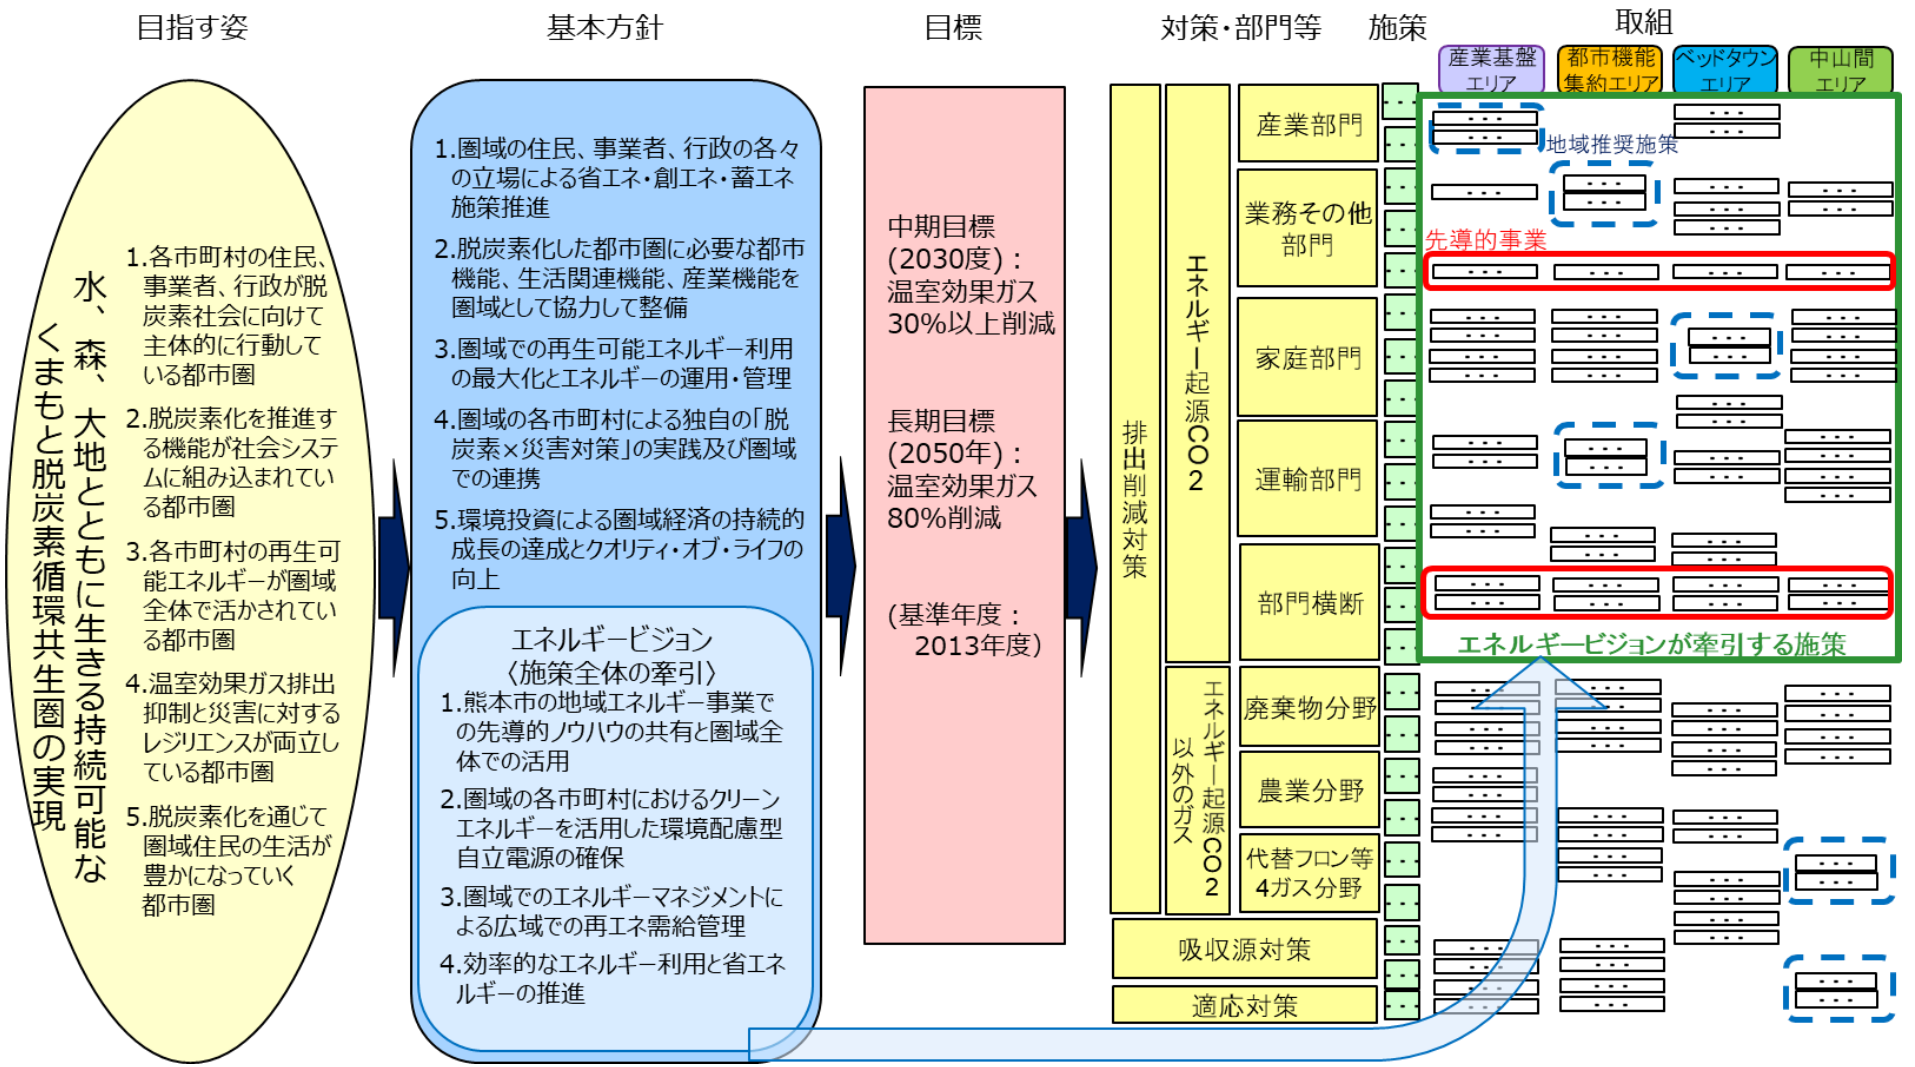 目指す姿
基本方針
目標
対策・部門等
施策
取組
水、森、大地とともに生きる持続可能な
くまもと脱炭素循環共生圏の実現
1.各市町村の住民、
事業者、行政が脱
炭素社会に向けて
主体的に行動して
いる都市圏
2.脱炭素化を推進す
る機能が社会システ
ムに組み込まれてい
る都市圏
3.各市町村の再生可
能エネルギーが圏域
全体で活かされてい
る都市圏
4.温室効果ガス排出
抑制と災害に対する
レジリエンスが両立し
ている都市圏
5.脱炭素化を通じて
圏域住民の生活が
豊かになっていく
都市圏
1.圏域の住民、事業者、行政の各々
の立場による省エネ・創エネ・蓄エネ
施策推進
2.脱炭素化した都市圏に必要な都市
機能、生活関連機能、産業機能を
圏域として協力して整備
3.圏域での再生可能エネルギー利用
の最大化とエネルギーの運用・管理
4.圏域の各市町村による独自の「脱
炭素×災害対策」の実践及び圏域
での連携
5.環境投資による圏域経済の持続的
成長の達成とクオリティ・オブ・ライフの
向上
エネルギービジョン
〈施策全体の牽引〉
1.熊本市の地域エネルギー事業で
の先導的ノウハウの共有と圏域全
体での活用
2.圏域の各市町村におけるクリーン
エネルギーを活用した環境配慮型
自立電源の確保
3.圏域でのエネルギーマネジメントに
よる広域での再エネ需給管理
4.効率的なエネルギー利用と省エネ
ルギーの推進
中期目標
(2030度)：
温室効果ガス
30%以上削減
長期目標
(2050年)：
温室効果ガス
80%削減
(基準年度：
2013年度)
排出削減対策
エネルギー起源CO2
エネルギー起源CO2
以外のガス
産業部門
業務その他
部門
家庭部門
運輸部門
部門横断
廃棄物分野
農業分野
代替フロン等
4ガス分野
吸収源対策
適応対策
産業基盤
エリア
都市機能
集約エリア
ベッドタウン
エリア
中山間
エリア
地域推奨施策
先導的事業
エネルギービジョンが牽引する施策